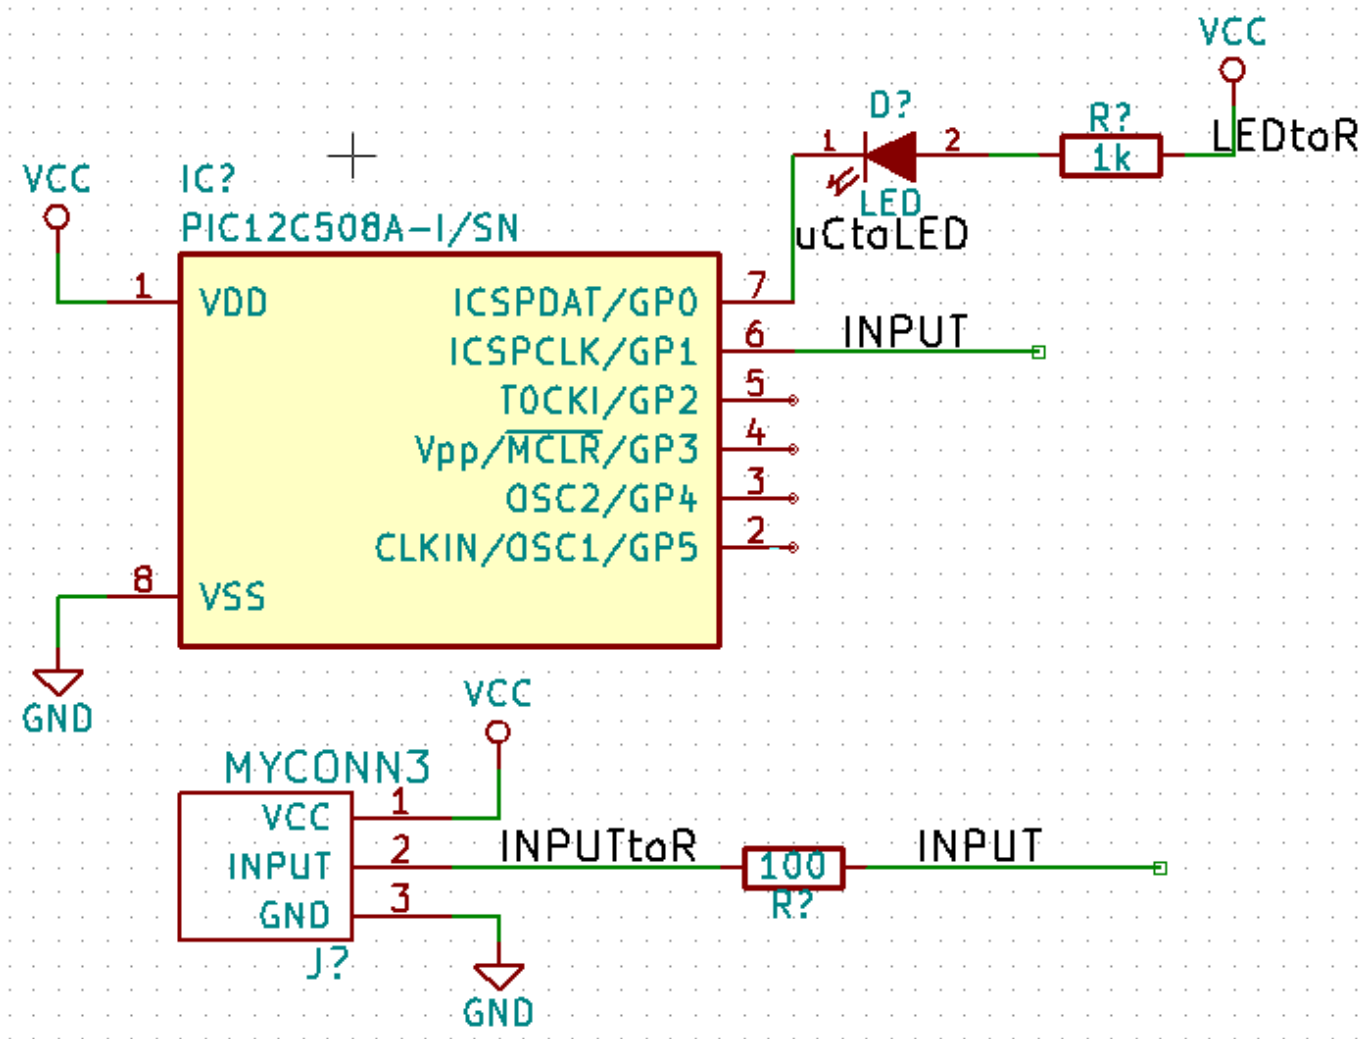 VCC
D?
R?
LEDtoR
1
2
1k
VCC
IC?
LED
PIC12C508A-I/SN
uCtoLED
1
VDD
ICSPDAT/GP0
7
INPUT
ICSPCLK/GP1
6
T0CKI/GP2
5
Vpp/MCLR/GP3
4
OSC2/GP4
3
CLKIN/OSC1/GP5
2
8
VSS
GND
VCC
MYCONN3
VCC
1
INPUT
2
INPUTtoR
100
INPUT
GND
3
R?
J?
GND